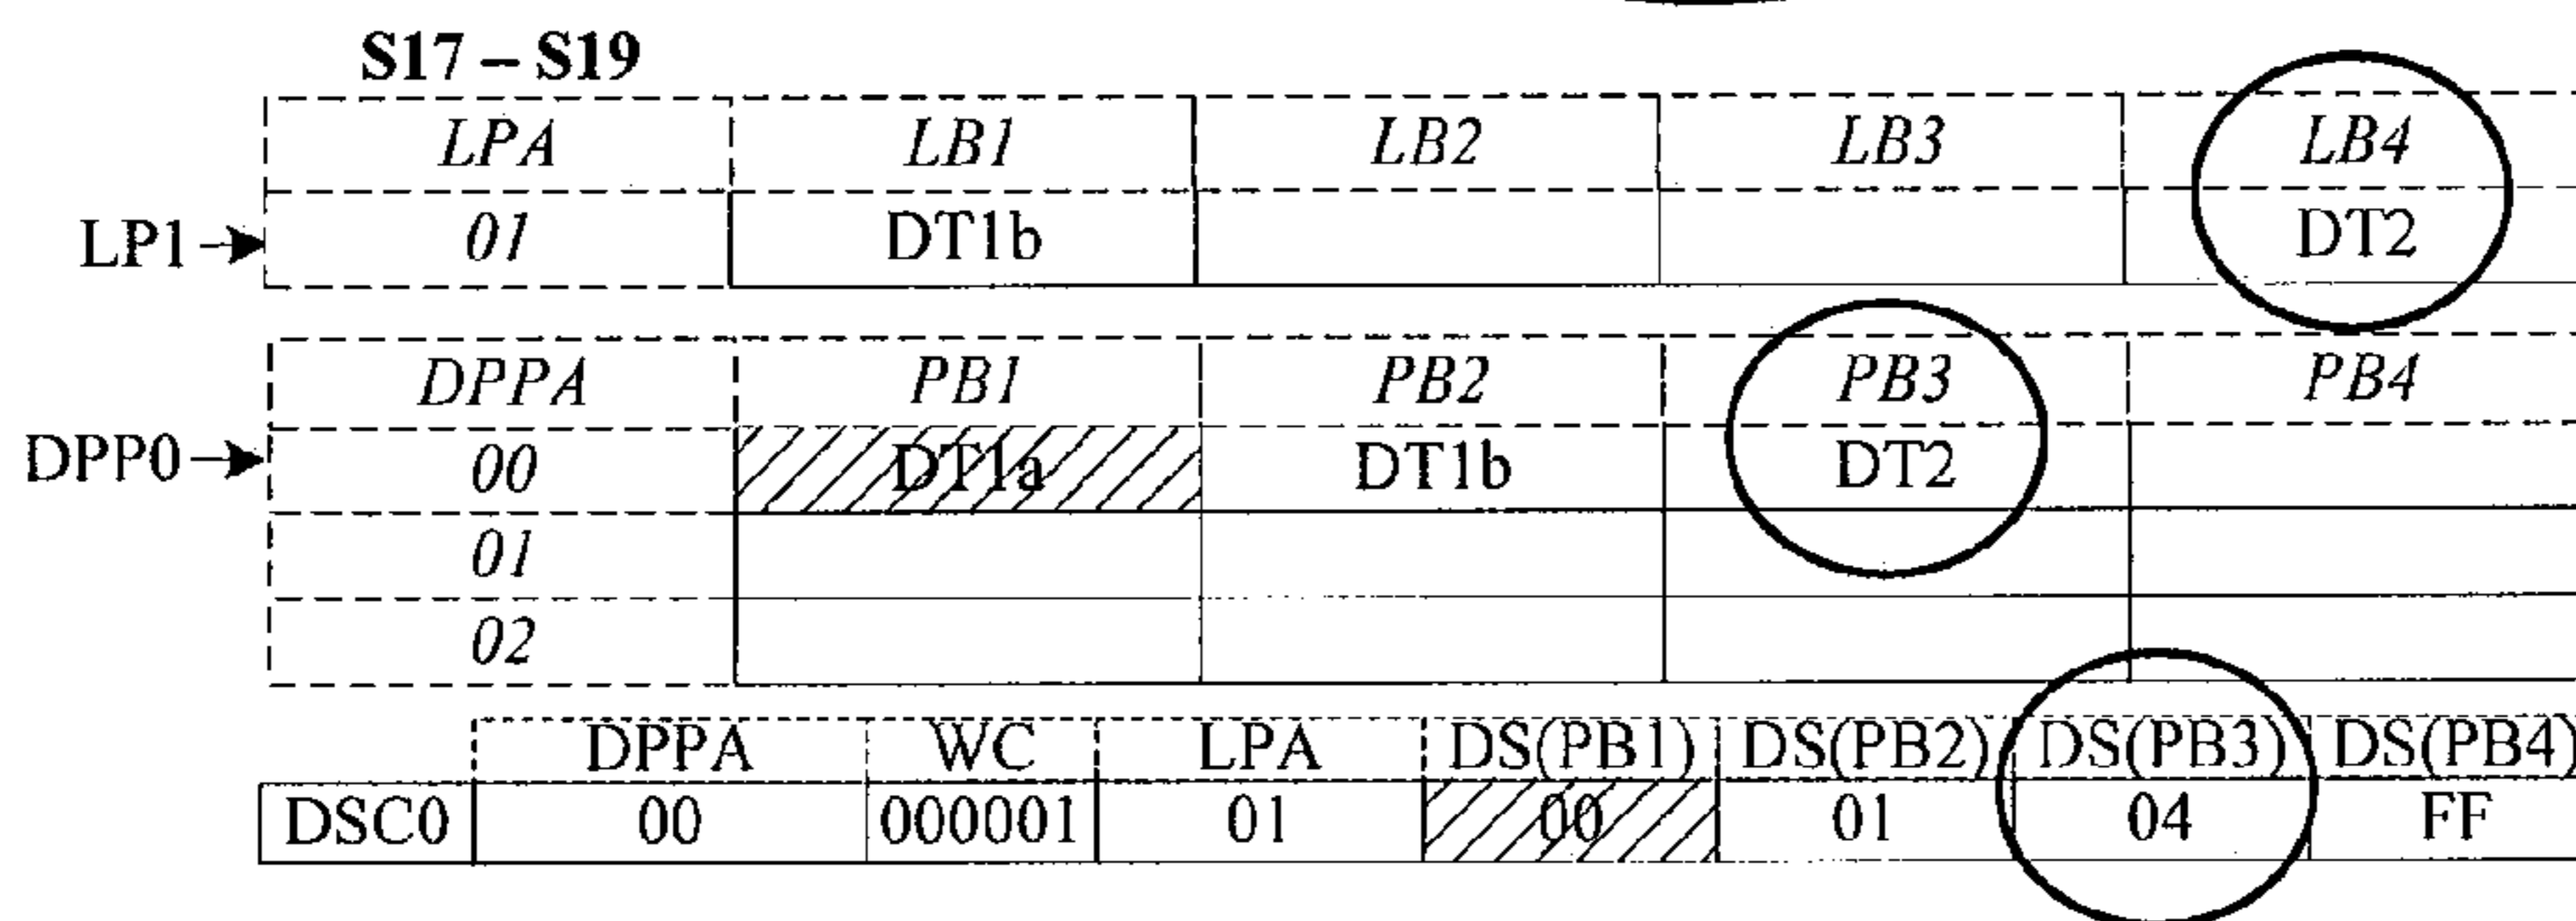 S17 – S19
LPA LB1 LB2 LB3 LB4
LP1 01 DT1b DT2
DPPA PB1 PB2 PB3 PB4
DPP0 00 DT1a DT1b DT2
01
02
DPPA WC LPA DS(PB1) DS(PB2) DS(PB3) DS(PB4)
DSC0 00 000001 01 00 01 04 FF